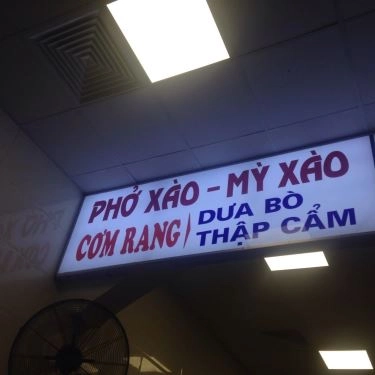 PHỞ XÀO - MỲ XÀO
CƠM RANG / DƯA BÒ
THẬP CẨM